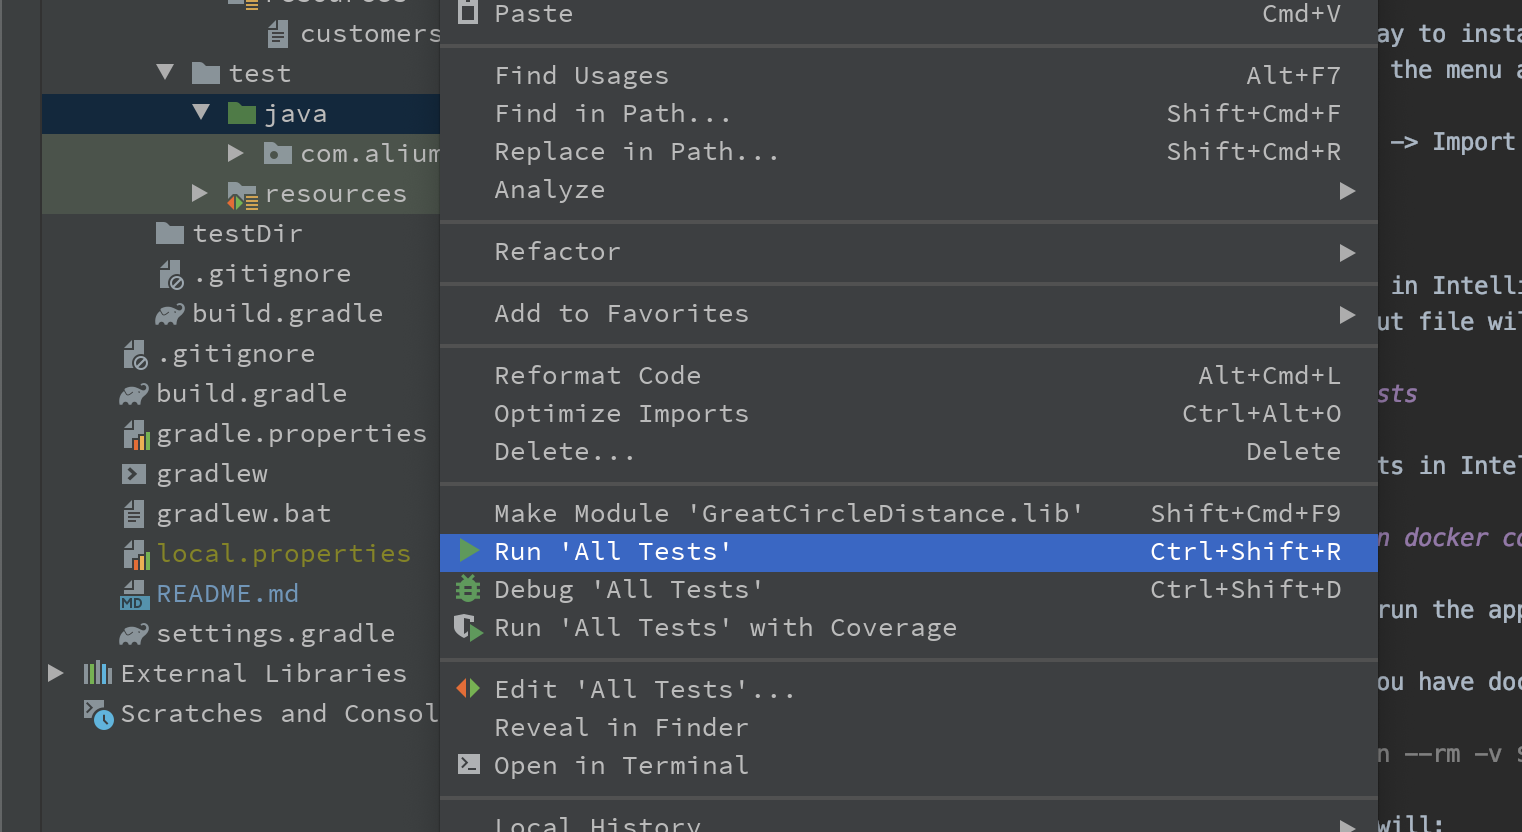 resources
customers
test
java
com.alium
resources
testDir
.gitignore
build.gradle
.gitignore
build.gradle
gradle.properties
gradlew
gradlew.bat
local.properties
MD
README.md
settings.gradle
External Libraries
Scratches and Consol
Paste Cmd+V
Find Usages Alt+F7
Find in Path... Shift+Cmd+F
Replace in Path... Shift+Cmd+R
Analyze
Refactor
Add to Favorites
Reformat Code Alt+Cmd+L
Optimize Imports Ctrl+Alt+O
Delete... Delete
Make Module 'GreatCircleDistance.lib' Shift+Cmd+F9
Run 'All Tests' Ctrl+Shift+R
Debug 'All Tests' Ctrl+Shift+D
Run 'All Tests' with Coverage
Edit 'All Tests'...
Reveal in Finder
Open in Terminal
Local History
ay to insta
the menu a
-> Import
in Intelli
ut file wil
sts
ts in Intel
n docker co
run the app
ou have doc
n --rm -v
will: